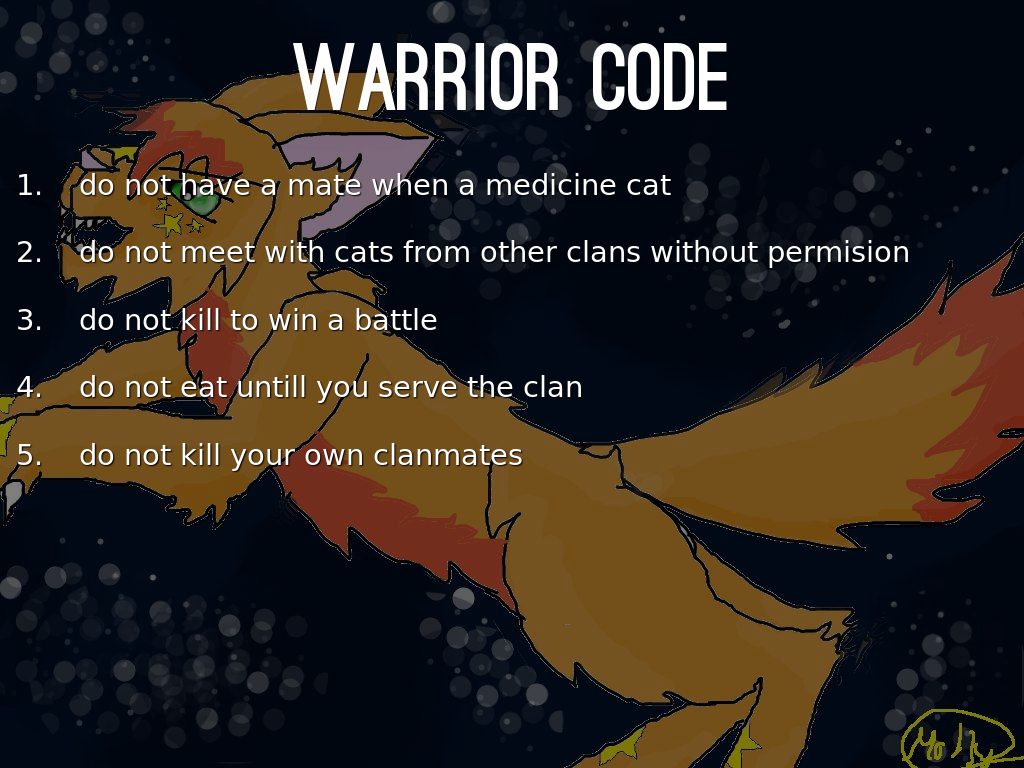 WARRIOR CODE
1. do not have a mate when a medicine cat
2. do not meet with cats from other clans without permision
3. do not kill to win a battle
4. do not eat untill you serve the clan
5. do not kill your own clanmates